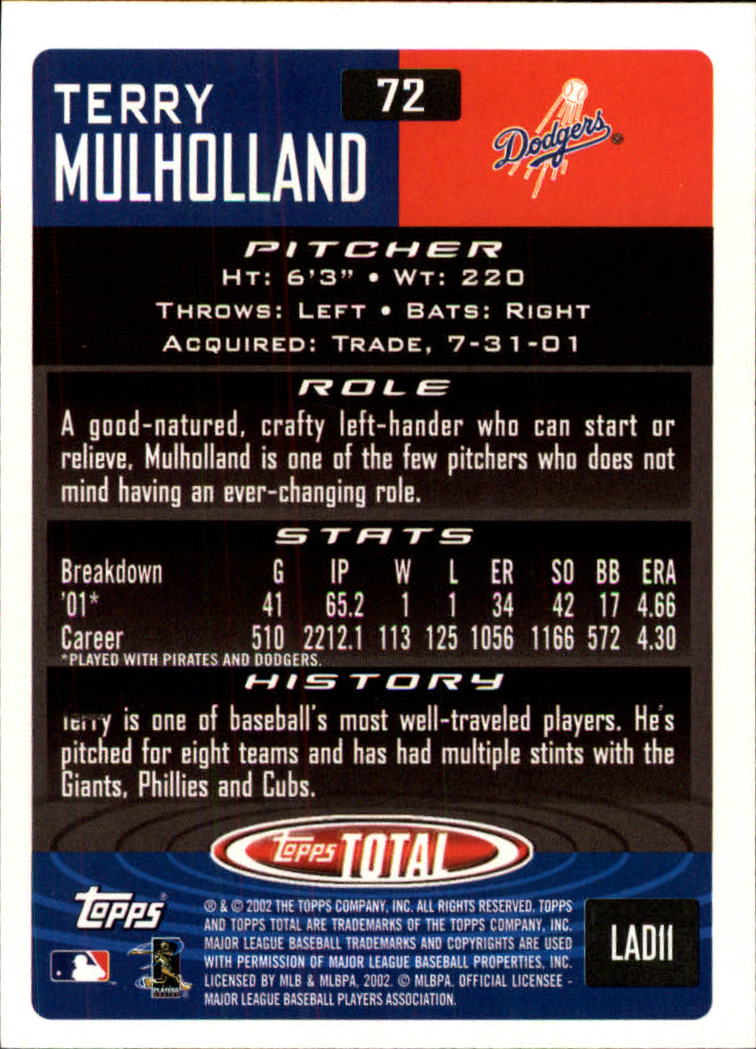 TERRY
72
MULHOLLAND
Dodgers
PITCHER
HT: 6'3" • WT: 220
THROWS: LEFT • BATS: RIGHT
ACQUIRED: TRADE, 7-31-01
ROLE
A good-natured, crafty left-hander who can start or
relieve, Mulholland is one of the few pitchers who does not
mind having an ever-changing role.
STATS
Breakdown G IP W L ER SO BB ERA
'01* 41 65.2 1 1 34 42 17 4.66
Career 510 2212.1 113 125 1056 1166 572 4.30
*PLAYED WITH PIRATES AND DODGERS.
HISTORY
Terry is one of baseball's most well-traveled players. He's
pitched for eight teams and has had multiple stints with the
Giants, Phillies and Cubs.
Topps TOTAL
Topps
® & © 2002 THE TOPPS COMPANY, INC. ALL RIGHTS RESERVED. TOPPS
AND TOPPS TOTAL ARE TRADEMARKS OF THE TOPPS COMPANY, INC.
MAJOR LEAGUE BASEBALL TRADEMARKS AND COPYRIGHTS ARE USED
WITH PERMISSION OF MAJOR LEAGUE BASEBALL PROPERTIES, INC.
LICENSED BY MLB & MLBPA, 2002. © MLBPA. OFFICIAL LICENSEE -
MAJOR LEAGUE BASEBALL PLAYERS ASSOCIATION.
LAD11
PLAYERS